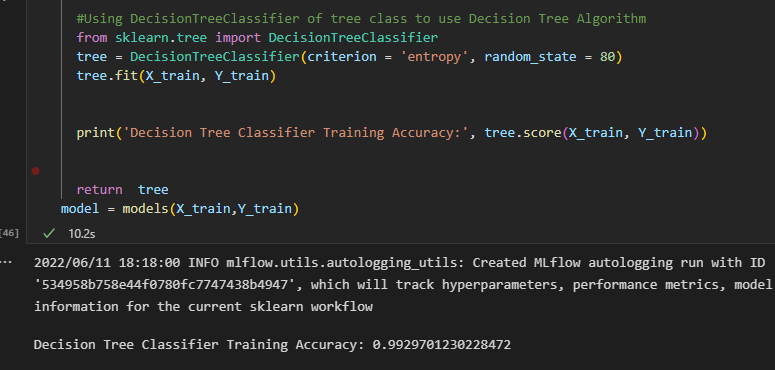 #Using DecisionTreeClassifier of tree class to use Decision Tree Algorithm
from sklearn.tree import DecisionTreeClassifier
tree = DecisionTreeClassifier(criterion = 'entropy', random_state = 80)
tree.fit(X_train, Y_train)
print('Decision Tree Classifier Training Accuracy:', tree.score(X_train, Y_train))
return  tree
model = models(X_train,Y_train)
[46]
10.2s
...
2022/06/11 18:18:00 INFO mlflow.utils.autologging_utils: Created MLflow autologging run with ID
'534958b758e44f0780fc7747438b4947', which will track hyperparameters, performance metrics, model
information for the current sklearn workflow
Decision Tree Classifier Training Accuracy: 0.9929701230228472